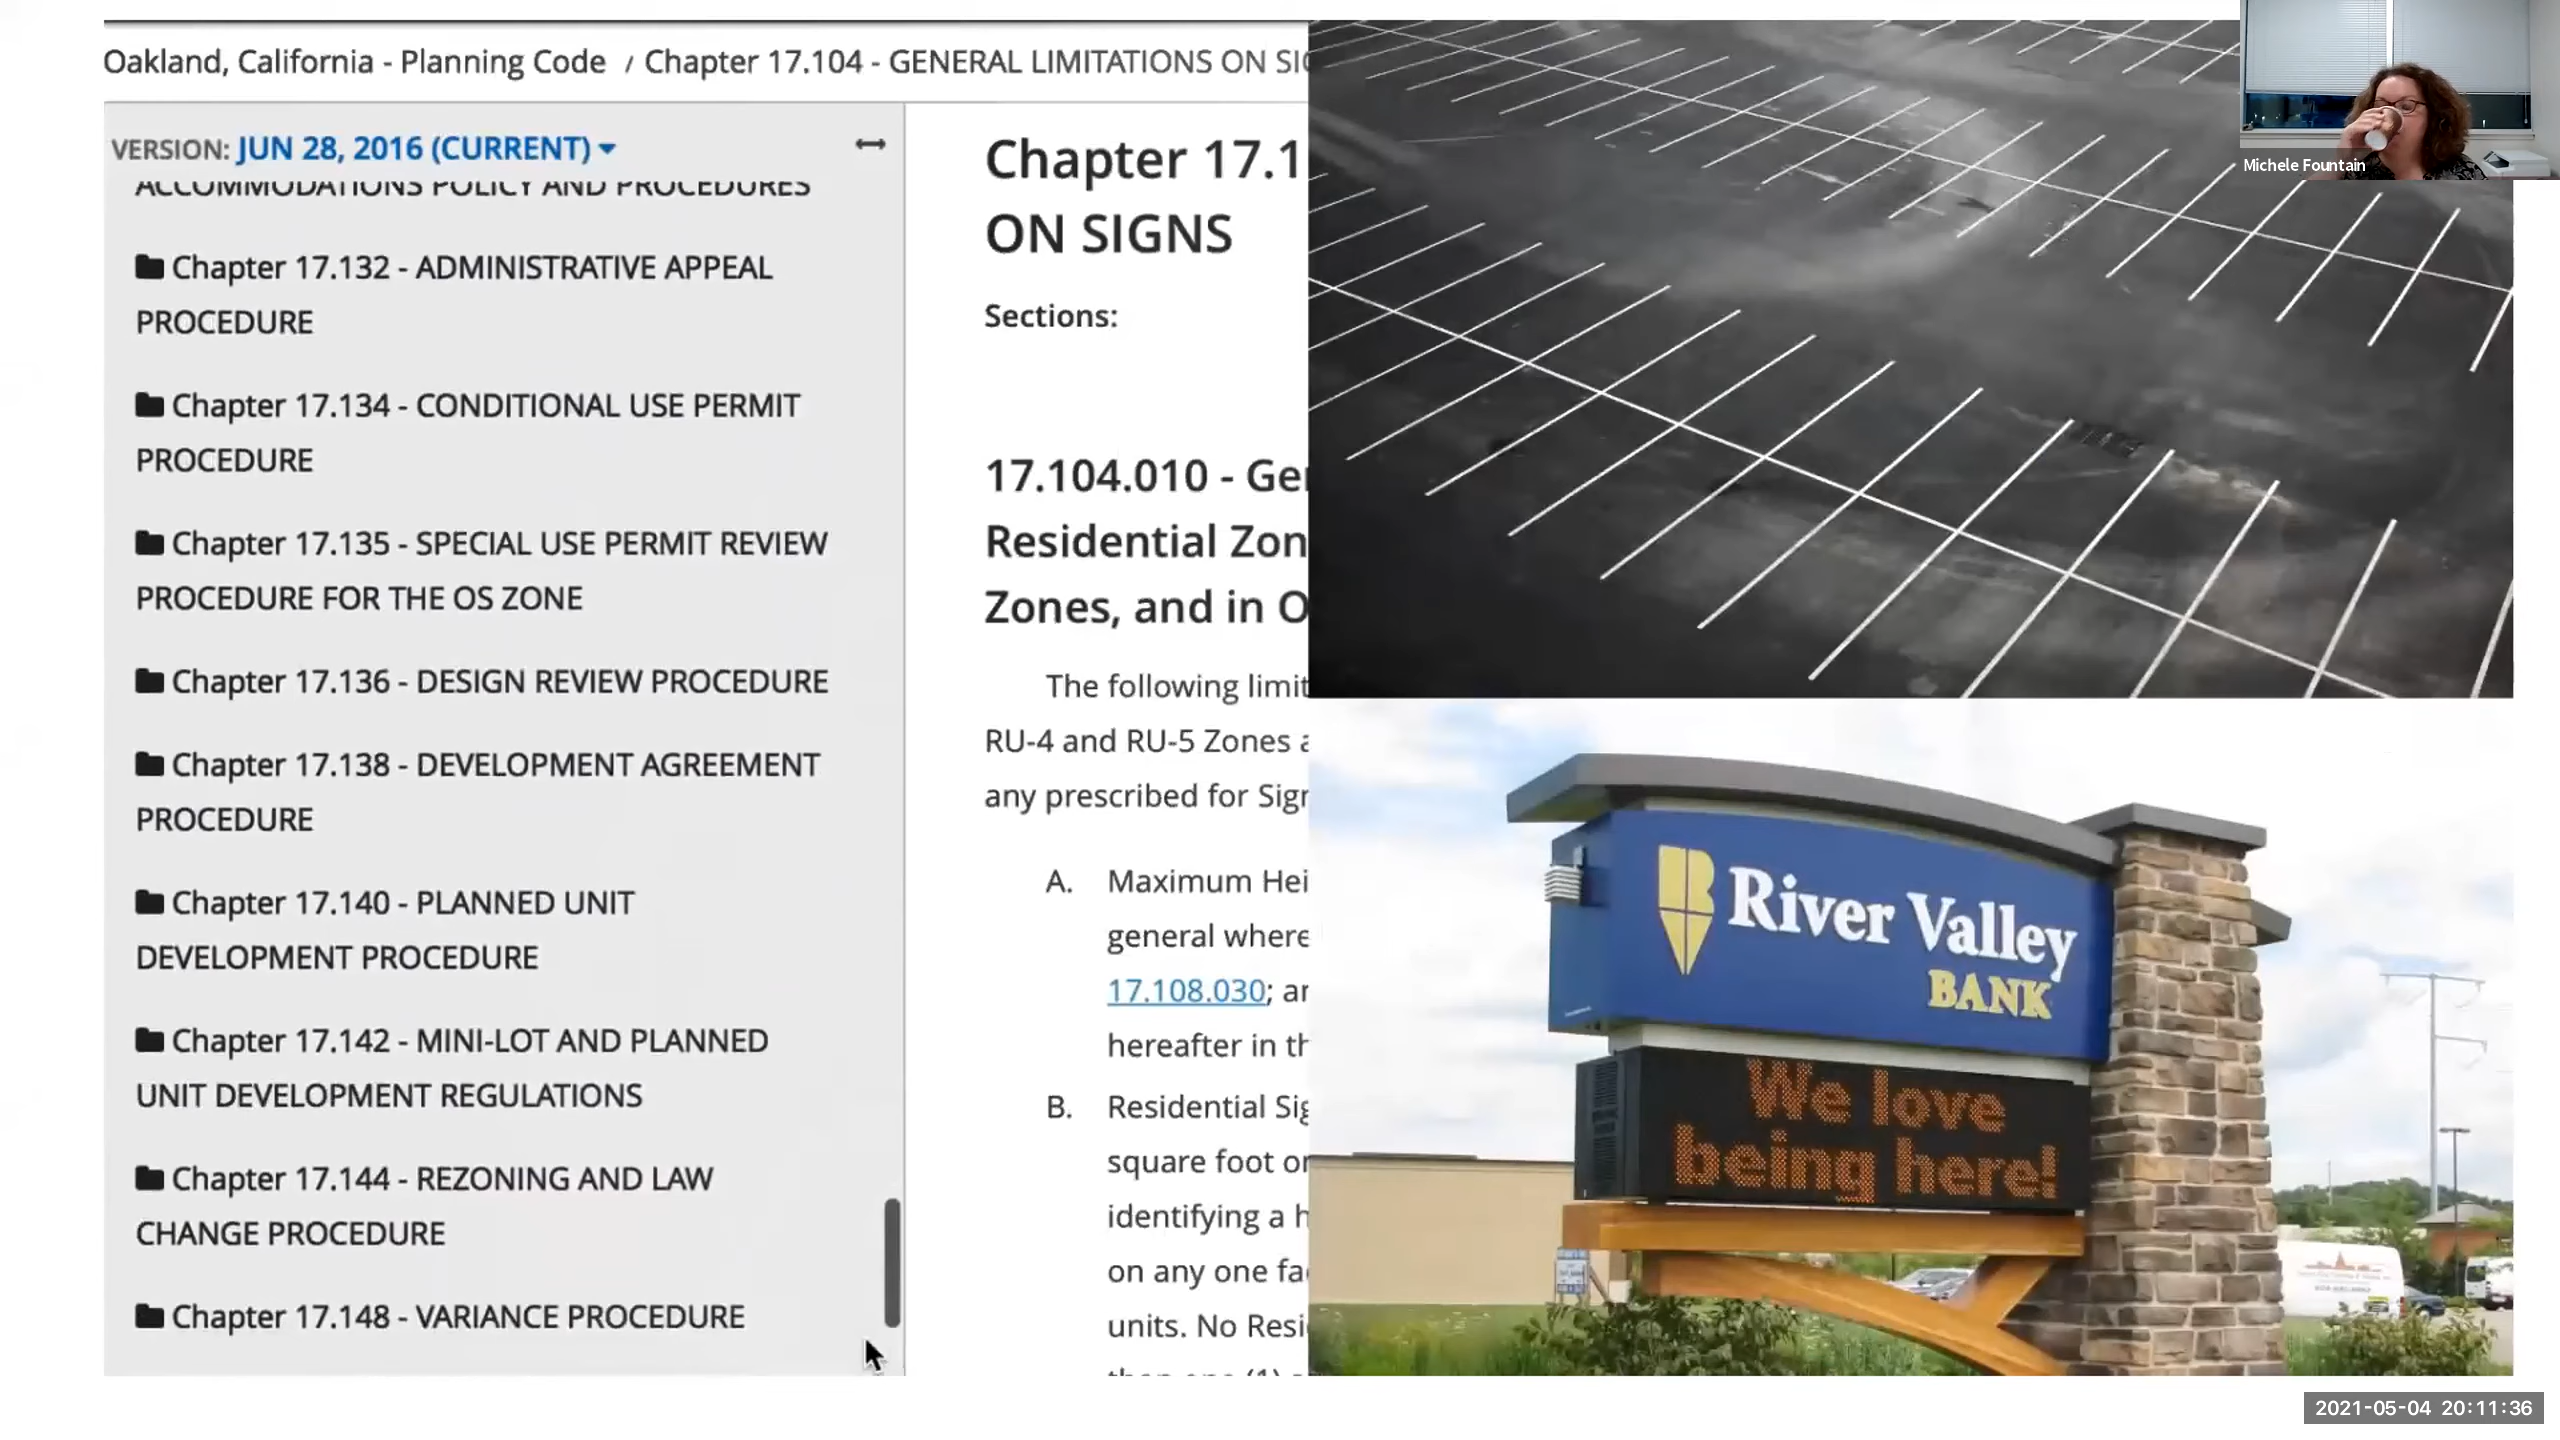 Oakland, California - Planning Code / Chapter 17.104 - GENERAL LIMITATIONS ON
VERSION: JUN 28, 2016 (CURRENT)
ACCOMMODATIONS POLICY AND PROCEDURES
Chapter 17.132 - ADMINISTRATIVE APPEAL
PROCEDURE
Chapter 17.134 - CONDITIONAL USE PERMIT
PROCEDURE
Chapter 17.135 - SPECIAL USE PERMIT REVIEW
PROCEDURE FOR THE OS ZONE
Chapter 17.136 - DESIGN REVIEW PROCEDURE
Chapter 17.138 - DEVELOPMENT AGREEMENT
PROCEDURE
Chapter 17.140 - PLANNED UNIT
DEVELOPMENT PROCEDURE
Chapter 17.142 - MINI-LOT AND PLANNED
UNIT DEVELOPMENT REGULATIONS
Chapter 17.144 - REZONING AND LAW
CHANGE PROCEDURE
Chapter 17.148 - VARIANCE PROCEDURE
Chapter 17.1
ON SIGNS
Sections:
17.104.010 - Ge
Residential Zon
Zones, and in O
The following limit
RU-4 and RU-5 Zones a
any prescribed for Sign
A. Maximum Hei
general where
17.108.030; an
hereafter in th
B. Residential Sig
square foot or
identifying a h
on any one fa
units. No Resi
Michele Fountain
River Valley
BANK
We love
being here!
2021-05-04 20:11:36